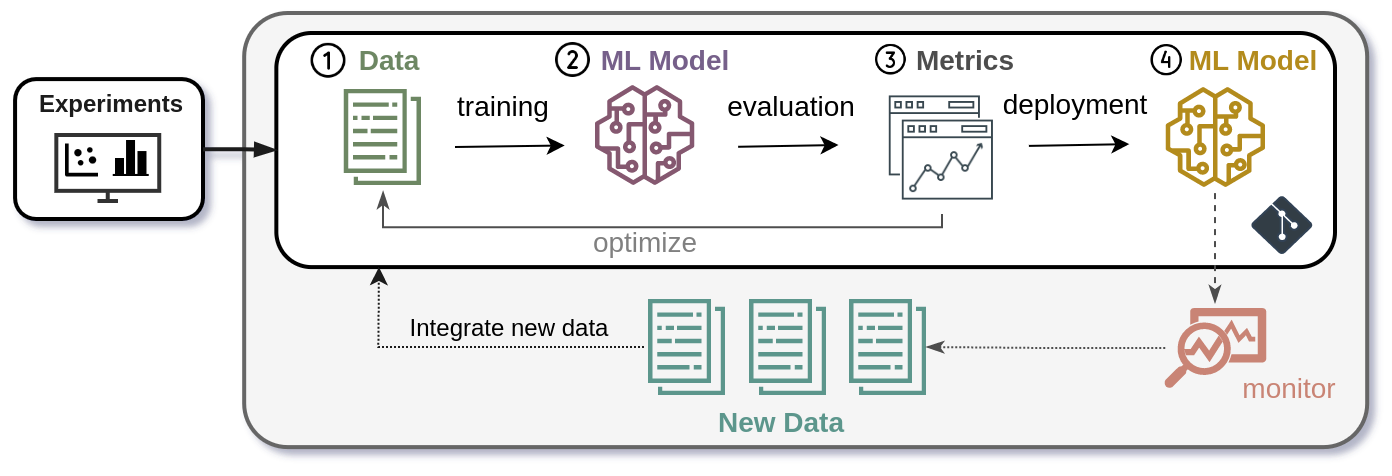 Experiments
1 Data
training
2 ML Model
evaluation
3 Metrics
deployment
4 ML Model
optimize
Integrate new data
New Data
monitor